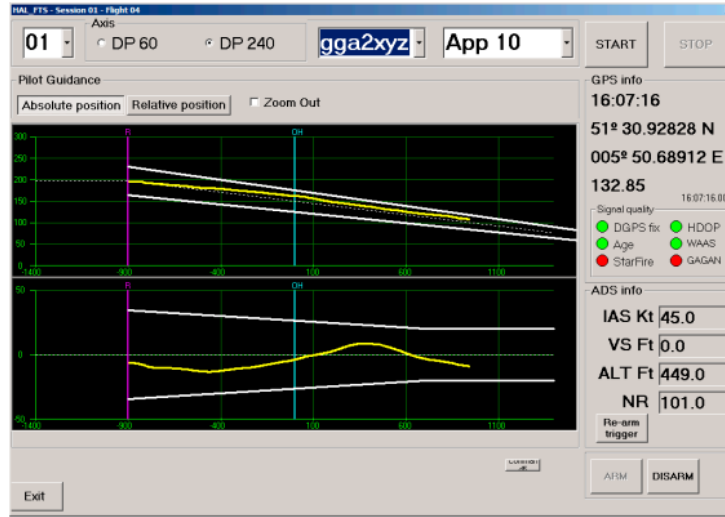 HAL_FTS - Session 01 - Flight 04
Axis
01 DP 60 DP 240 gga2xyz App 10 START STOP
Pilot Guidance
Absolute position Relative position Zoom Out
R OH
300
250
200
150
100
50
0
-1400 -900 -400 100 600 1100
R OH
50
0
-50
-1400 -900 -400 100 600 1100
Exit
GPS info
16:07:16
51º 30.92828 N
005º 50.68912 E
132.85
16:07:16.00
Signal quality
DGPS fix HDOP
Age WAAS
StarFire GAGAN
ADS info
IAS Kt 45.0
VS Ft 0.0
ALT Ft 449.0
NR 101.0
Re-arm
trigger
ARM DISARM